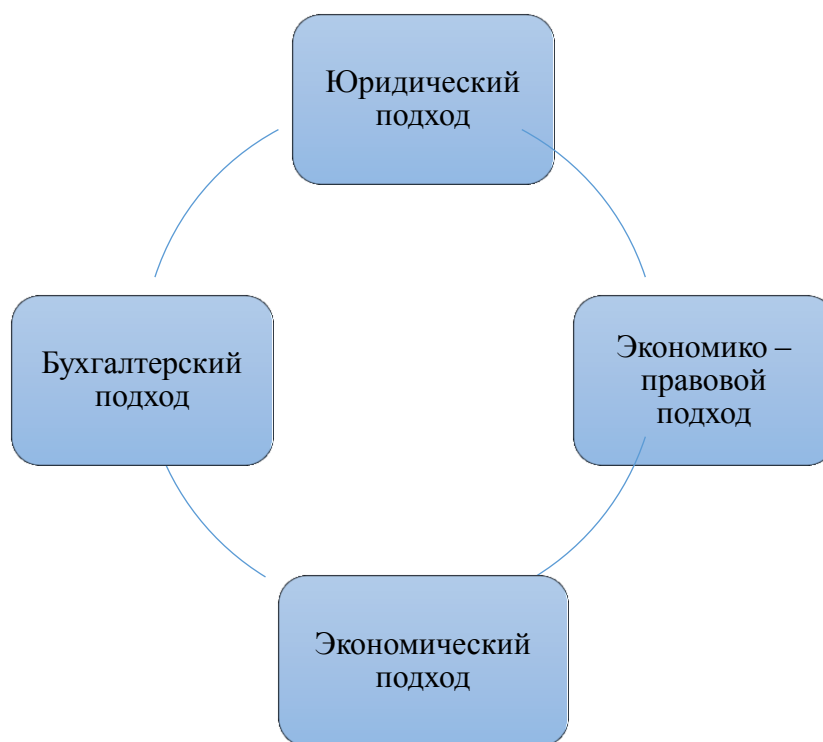 Юридический
подход
Бухгалтерский
подход
Экономико –
правовой
подход
Экономический
подход